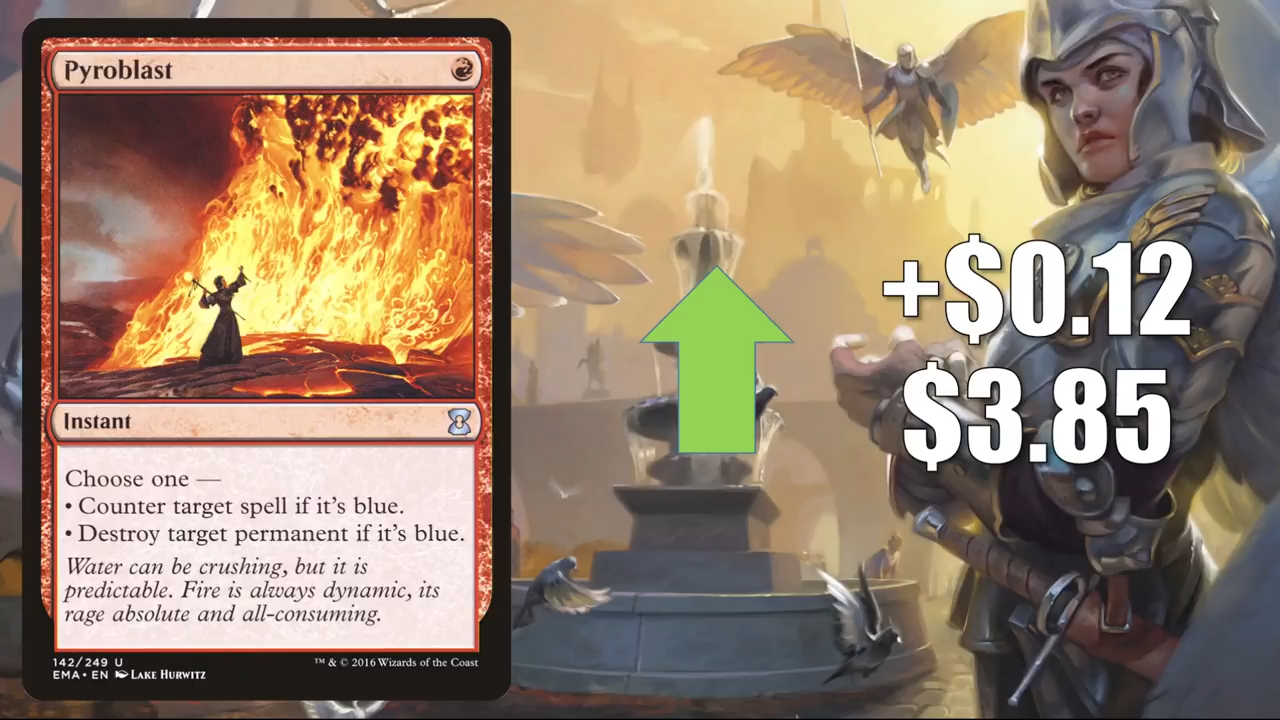 Pyroblast
Instant
Choose one —
• Counter target spell if it's blue.
• Destroy target permanent if it's blue.
Water can be crushing, but it is
predictable. Fire is always dynamic, its
rage absolute and all-consuming.
142/249 U
EMA • EN Lake Hurwitz
™ & © 2016 Wizards of the Coast
+$0.12
$3.85